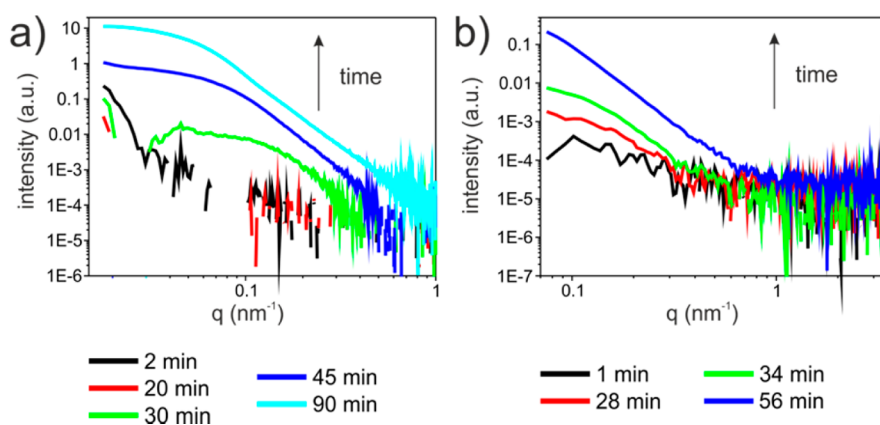 a)
intensity (a.u.)
10
1
0.1
0.01
1E-3
1E-4
1E-5
1E-6
time
0.1
1
q (nm⁻¹)
2 min
20 min
30 min
45 min
90 min
b)
intensity (a.u.)
0.1
0.01
1E-3
1E-4
1E-5
1E-6
1E-7
time
0.1
1
q (nm⁻¹)
1 min
28 min
34 min
56 min